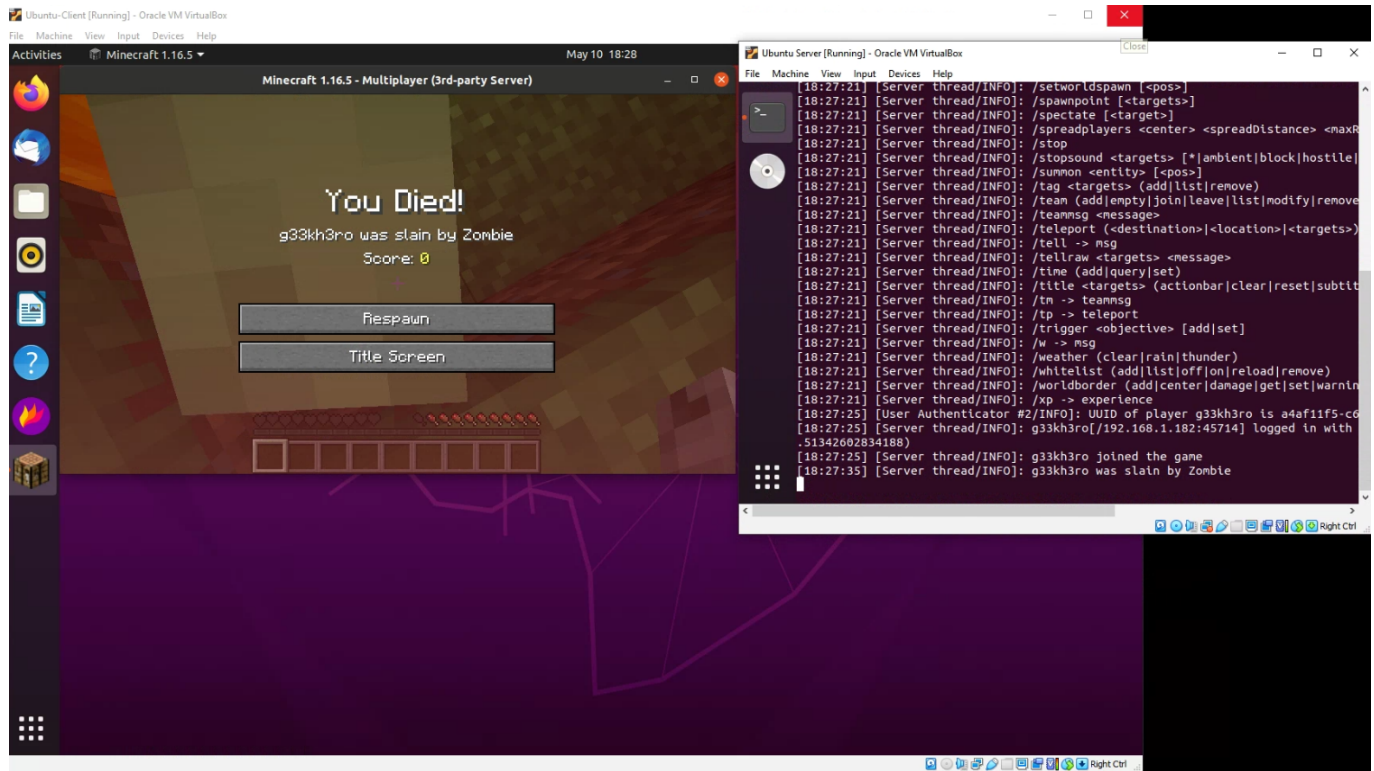 Ubuntu-Client [Running] - Oracle VM VirtualBox
File Machine View Input Devices Help
Activities
Minecraft 1.16.5
May 10 18:28
Minecraft 1.16.5 - Multiplayer (3rd-party Server)
You Died!
g33kh3ro was slain by Zombie
Score: 0
Respawn
Title Screen
Right Ctrl
Close
Ubuntu Server [Running] - Oracle VM VirtualBox
File Machine View Input Devices Help
[18:27:21] [Server thread/INFO]: /setworldspawn [<pos>]
[18:27:21] [Server thread/INFO]: /spawnpoint [<targets>]
[18:27:21] [Server thread/INFO]: /spectate [<target>]
[18:27:21] [Server thread/INFO]: /spreadplayers <center> <spreadDistance> <maxR
[18:27:21] [Server thread/INFO]: /stop
[18:27:21] [Server thread/INFO]: /stopsound <targets> [*|ambient|block|hostile|
[18:27:21] [Server thread/INFO]: /summon <entity> [<pos>]
[18:27:21] [Server thread/INFO]: /tag <targets> (add|list|remove)
[18:27:21] [Server thread/INFO]: /team (add|empty|join|leave|list|modify|remove
[18:27:21] [Server thread/INFO]: /teammsg <message>
[18:27:21] [Server thread/INFO]: /teleport (<destination>|<location>|<targets>)
[18:27:21] [Server thread/INFO]: /tell -> msg
[18:27:21] [Server thread/INFO]: /tellraw <targets> <message>
[18:27:21] [Server thread/INFO]: /time (add|query|set)
[18:27:21] [Server thread/INFO]: /title <targets> (actionbar|clear|reset|subtit
[18:27:21] [Server thread/INFO]: /tm -> teammsg
[18:27:21] [Server thread/INFO]: /tp -> teleport
[18:27:21] [Server thread/INFO]: /trigger <objective> [add|set]
[18:27:21] [Server thread/INFO]: /w -> msg
[18:27:21] [Server thread/INFO]: /weather (clear|rain|thunder)
[18:27:21] [Server thread/INFO]: /whitelist (add|list|off|on|reload|remove)
[18:27:21] [Server thread/INFO]: /worldborder (add|center|damage|get|set|warnin
[18:27:21] [Server thread/INFO]: /xp -> experience
[18:27:25] [User Authenticator #2/INFO]: UUID of player g33kh3ro is a4af11f5-c6
[18:27:25] [Server thread/INFO]: g33kh3ro[/192.168.1.182:45714] logged in with
.51342602834188)
[18:27:25] [Server thread/INFO]: g33kh3ro joined the game
[18:27:35] [Server thread/INFO]: g33kh3ro was slain by Zombie
Right Ctrl